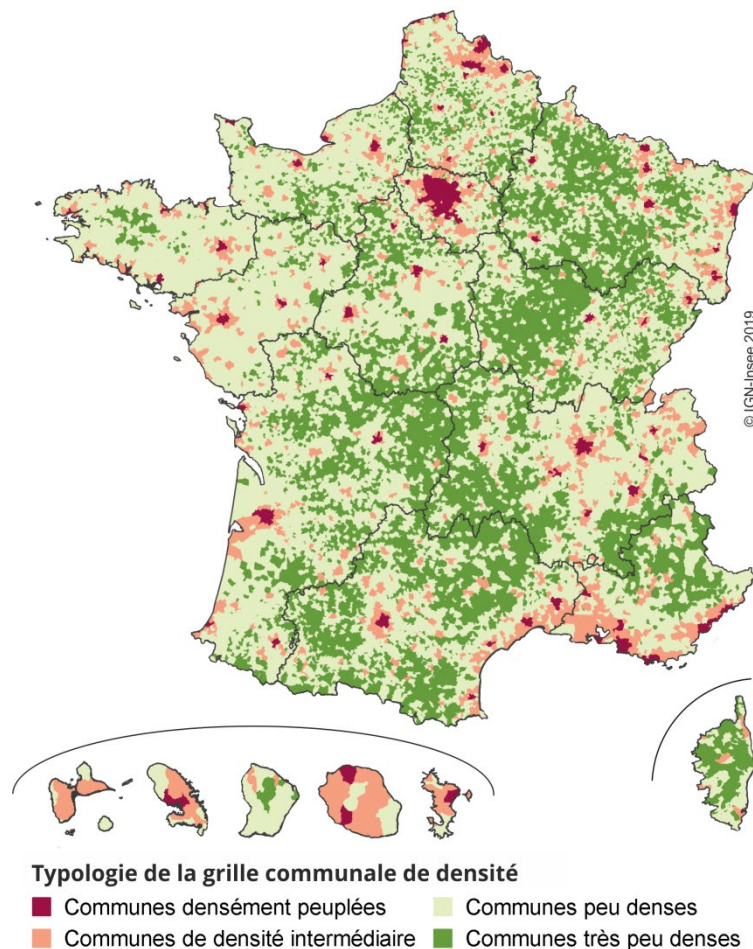 © IGN-Insee 2019
Typologie de la grille communale de densité
Communes densément peuplées
Communes peu denses
Communes de densité intermédiaire
Communes très peu denses